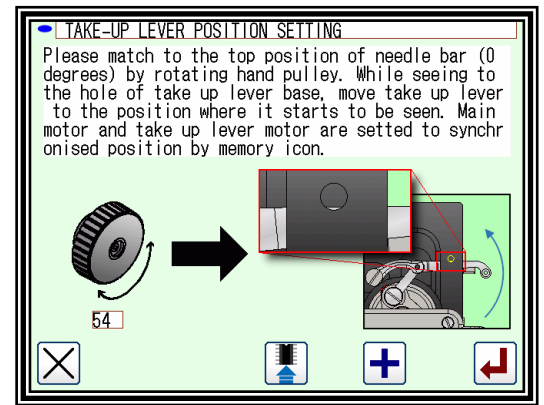 TAKE-UP LEVER POSITION SETTING
Please match to the top position of needle bar (0
degrees) by rotating hand pulley. While seeing to
the hole of take up lever base, move take up lever
to the position where it starts to be seen. Main
motor and take up lever motor are setted to synchr
onised position by memory icon.
54